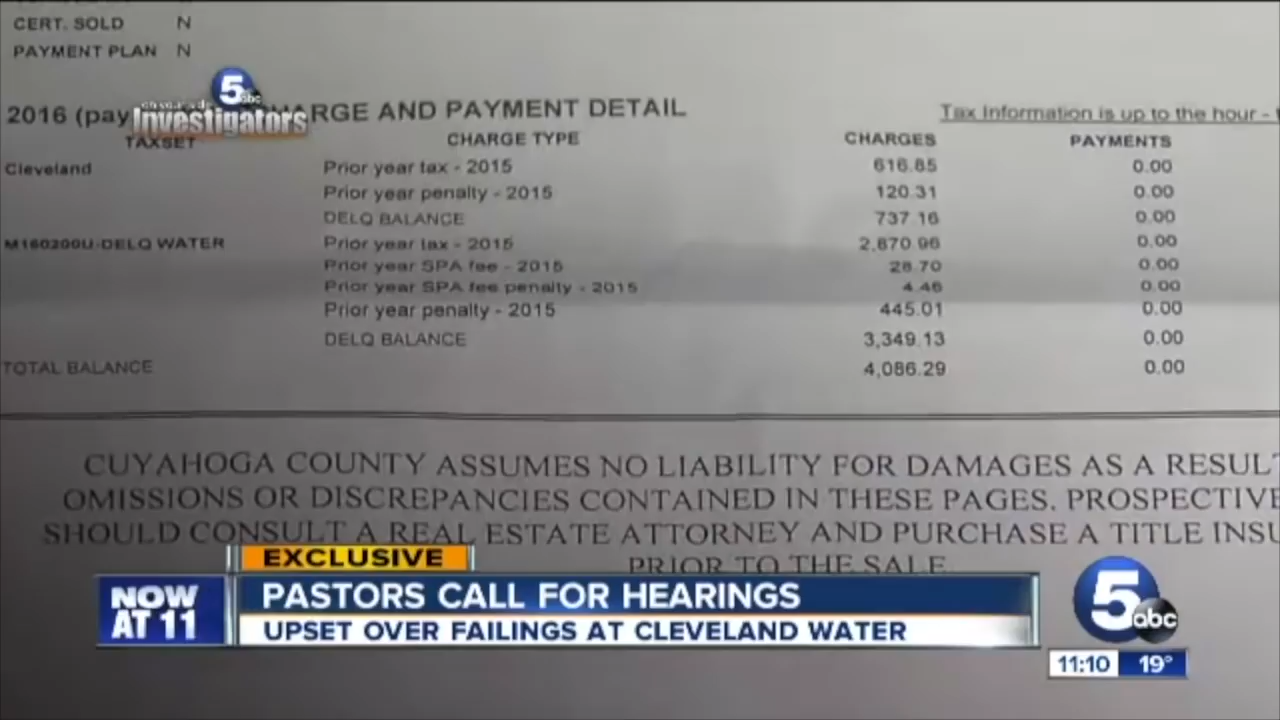 CERT. SOLD N
PAYMENT PLAN N
5 abc
Investigators
2016 (pay RGE AND PAYMENT DETAIL
Tax Information is up to the hour -
TAXSET CHARGE TYPE CHARGES PAYMENTS
Cleveland Prior year tax - 2015 616.85 0.00
Prior year penalty - 2015 120.31 0.00
DELQ BALANCE 737.16 0.00
M160200U-DELQ WATER Prior year tax - 2015 2,870.96 0.00
Prior year SPA fee - 2015 28.70 0.00
Prior year SPA fee penalty - 2015 4.46 0.00
Prior year penalty - 2015 445.01 0.00
DELQ BALANCE 3,349.13 0.00
TOTAL BALANCE 4,086.29 0.00
CUYAHOGA COUNTY ASSUMES NO LIABILITY FOR DAMAGES AS A RESULT
OMISSIONS OR DISCREPANCIES CONTAINED IN THESE PAGES. PROSPECTIVE
SHOULD CONSULT A REAL ESTATE ATTORNEY AND PURCHASE A TITLE INSU
PRIOR TO THE SALE.
EXCLUSIVE
NOW AT 11
PASTORS CALL FOR HEARINGS
UPSET OVER FAILINGS AT CLEVELAND WATER
5 abc
11:10 19°